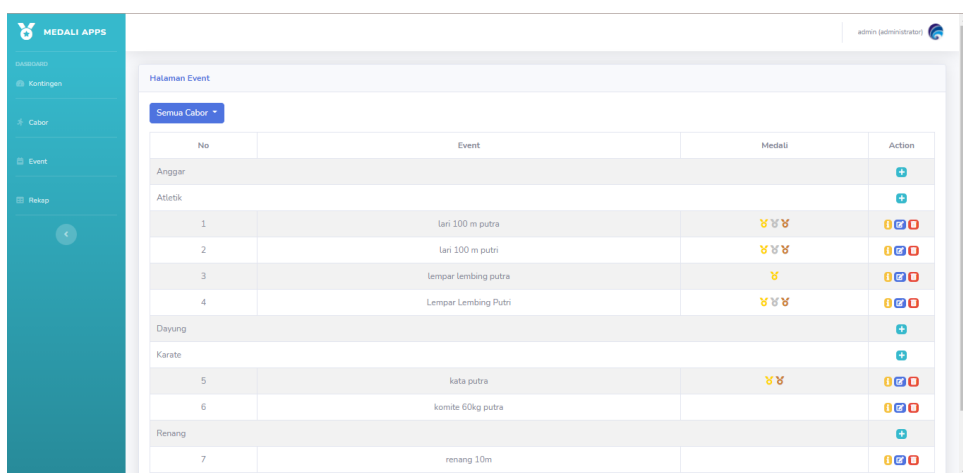 MEDALI APPS
admin (administrator)
DASBOARD
Kontingen
Cabor
Event
Rekap
Halaman Event
Semua Cabor
No Event Medali Action
Anggar
Atletik
1 lari 100 m putra
2 lari 100 m putri
3 lempar lembing putra
4 Lempar Lembing Putri
Dayung
Karate
5 kata putra
6 komite 60kg putra
Renang
7 renang 10m